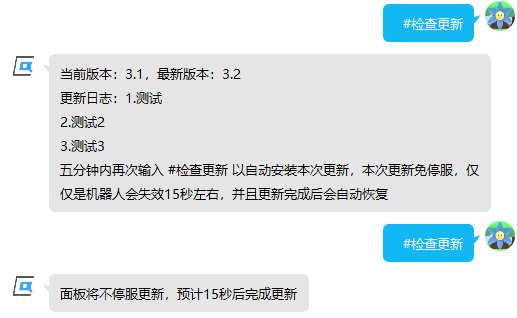 #检查更新
当前版本：3.1，最新版本：3.2
更新日志：1.测试
2.测试2
3.测试3
五分钟内再次输入 #检查更新 以自动安装本次更新，本次更新免停服，仅
仅是机器人会失效15秒左右，并且更新完成后会自动恢复
#检查更新
面板将不停服更新，预计15秒后完成更新